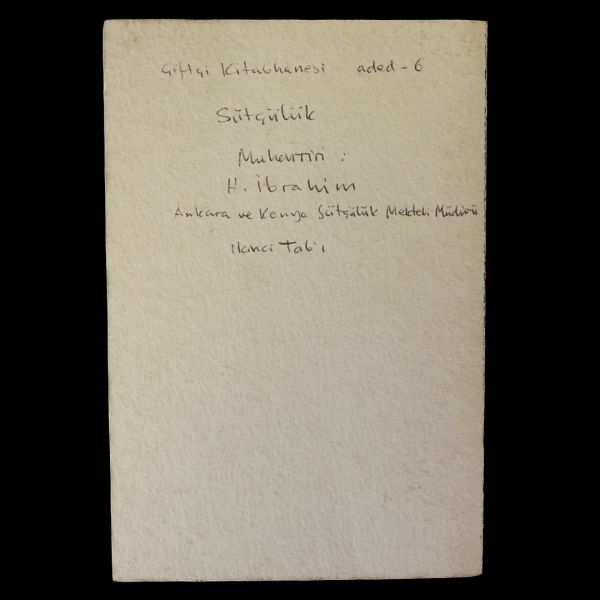 Çiftçi Kitabhanesi aded - 6
Sütçülük
Muharriri :
H. İbrahim
Ankara ve Konya Sütçülük Mektebi Müdürü
İkinci Tab'ı